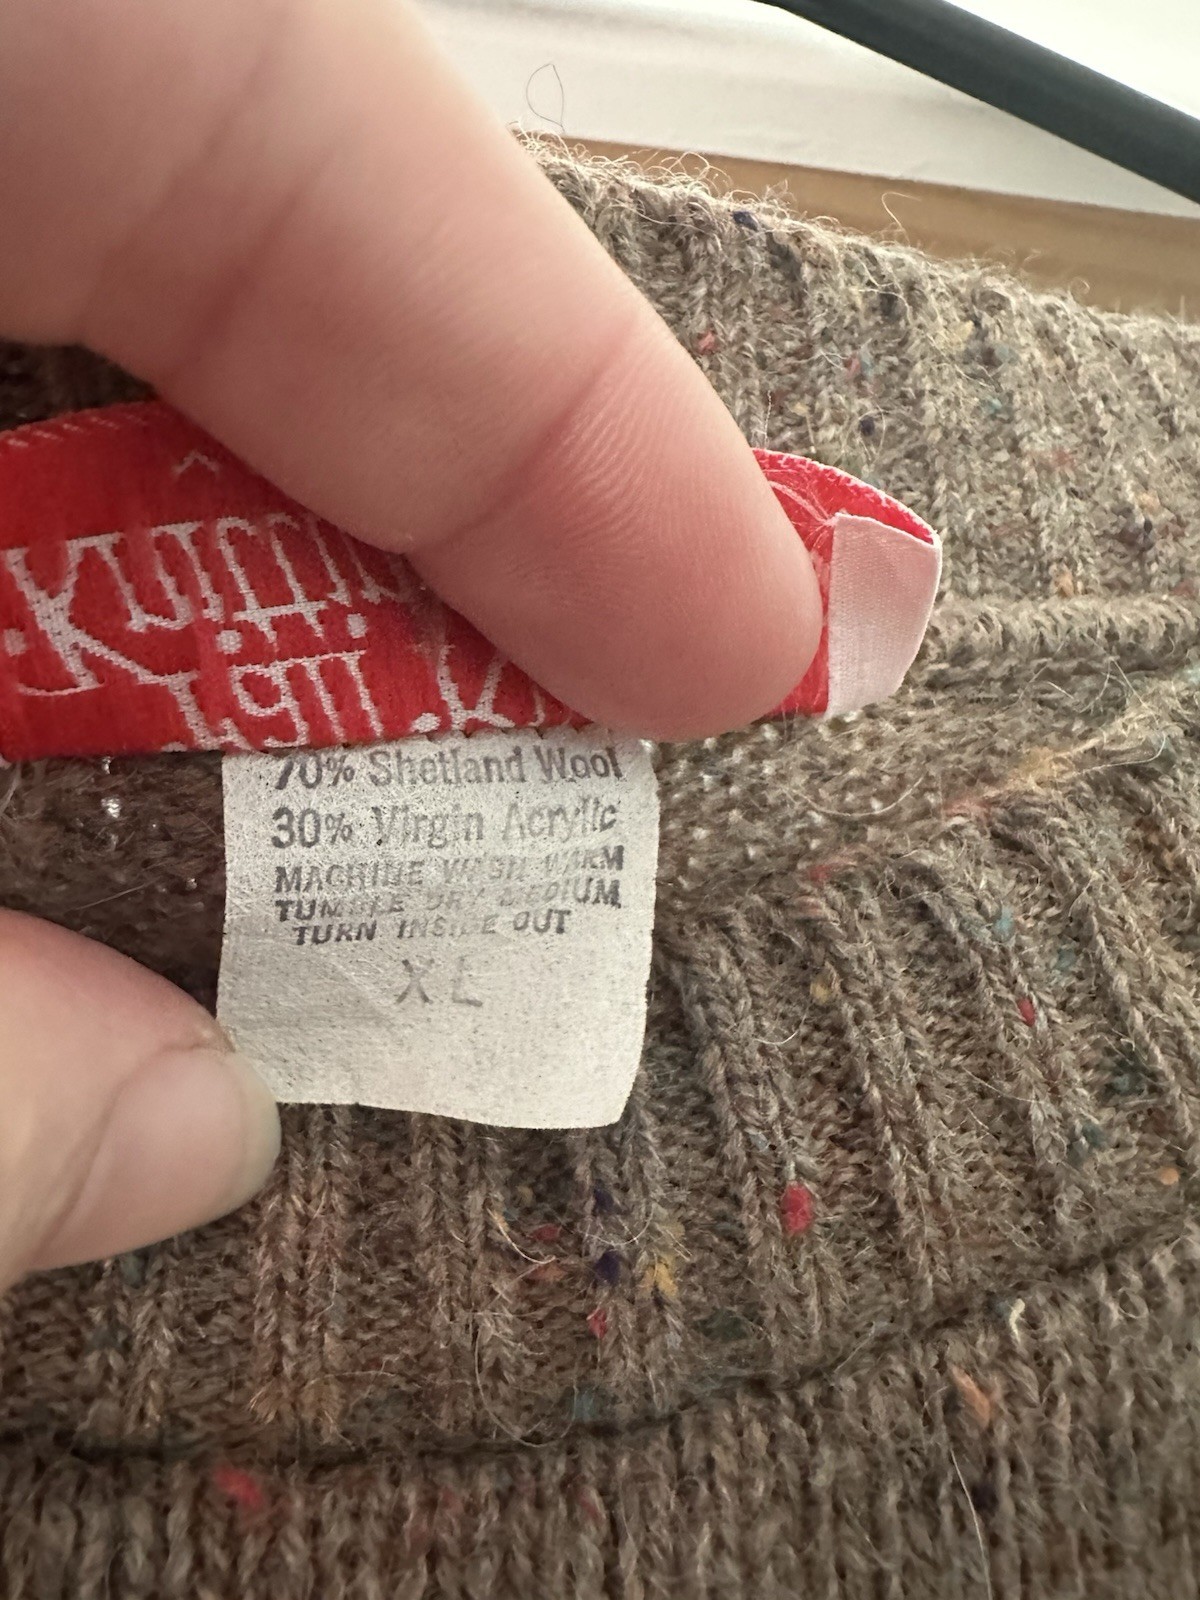 70% Shetland Wool
30% Virgin Acrylic
MACHINE WASH WARM
TUMBLE DRY MEDIUM
TURN INSIDE OUT
XL